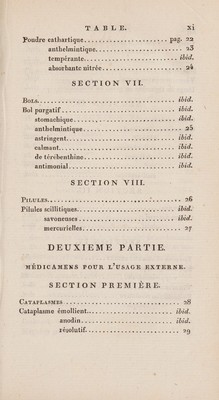 TABLE. xj
Poudre cathartique................ pag. 22
anthelmintique................ 23
tempérante................ ibid.
absorbante nitrée................ 24
SECTION VII.
BOLS................ ibid.
Bol purgatif................ ibid.
stomachique................ ibid.
anthelmintique................ 25
astringent................ ibid.
calmant................ ibid.
de térébenthine................ ibid.
antimonial................ ibid.
SECTION VIII.
PILULES................ 26
Pilules scillitiques................ ibid.
savoneuses................ ibid.
mercurielles................ 27
DEUXIEME PARTIE.
MÉDICAMENS POUR L'USAGE EXTERNE.
SECTION PREMIÈRE.
CATAPLASMES................ 28
Cataplasme émollient................ ibid.
anodin................ ibid.
résolutif................ 29